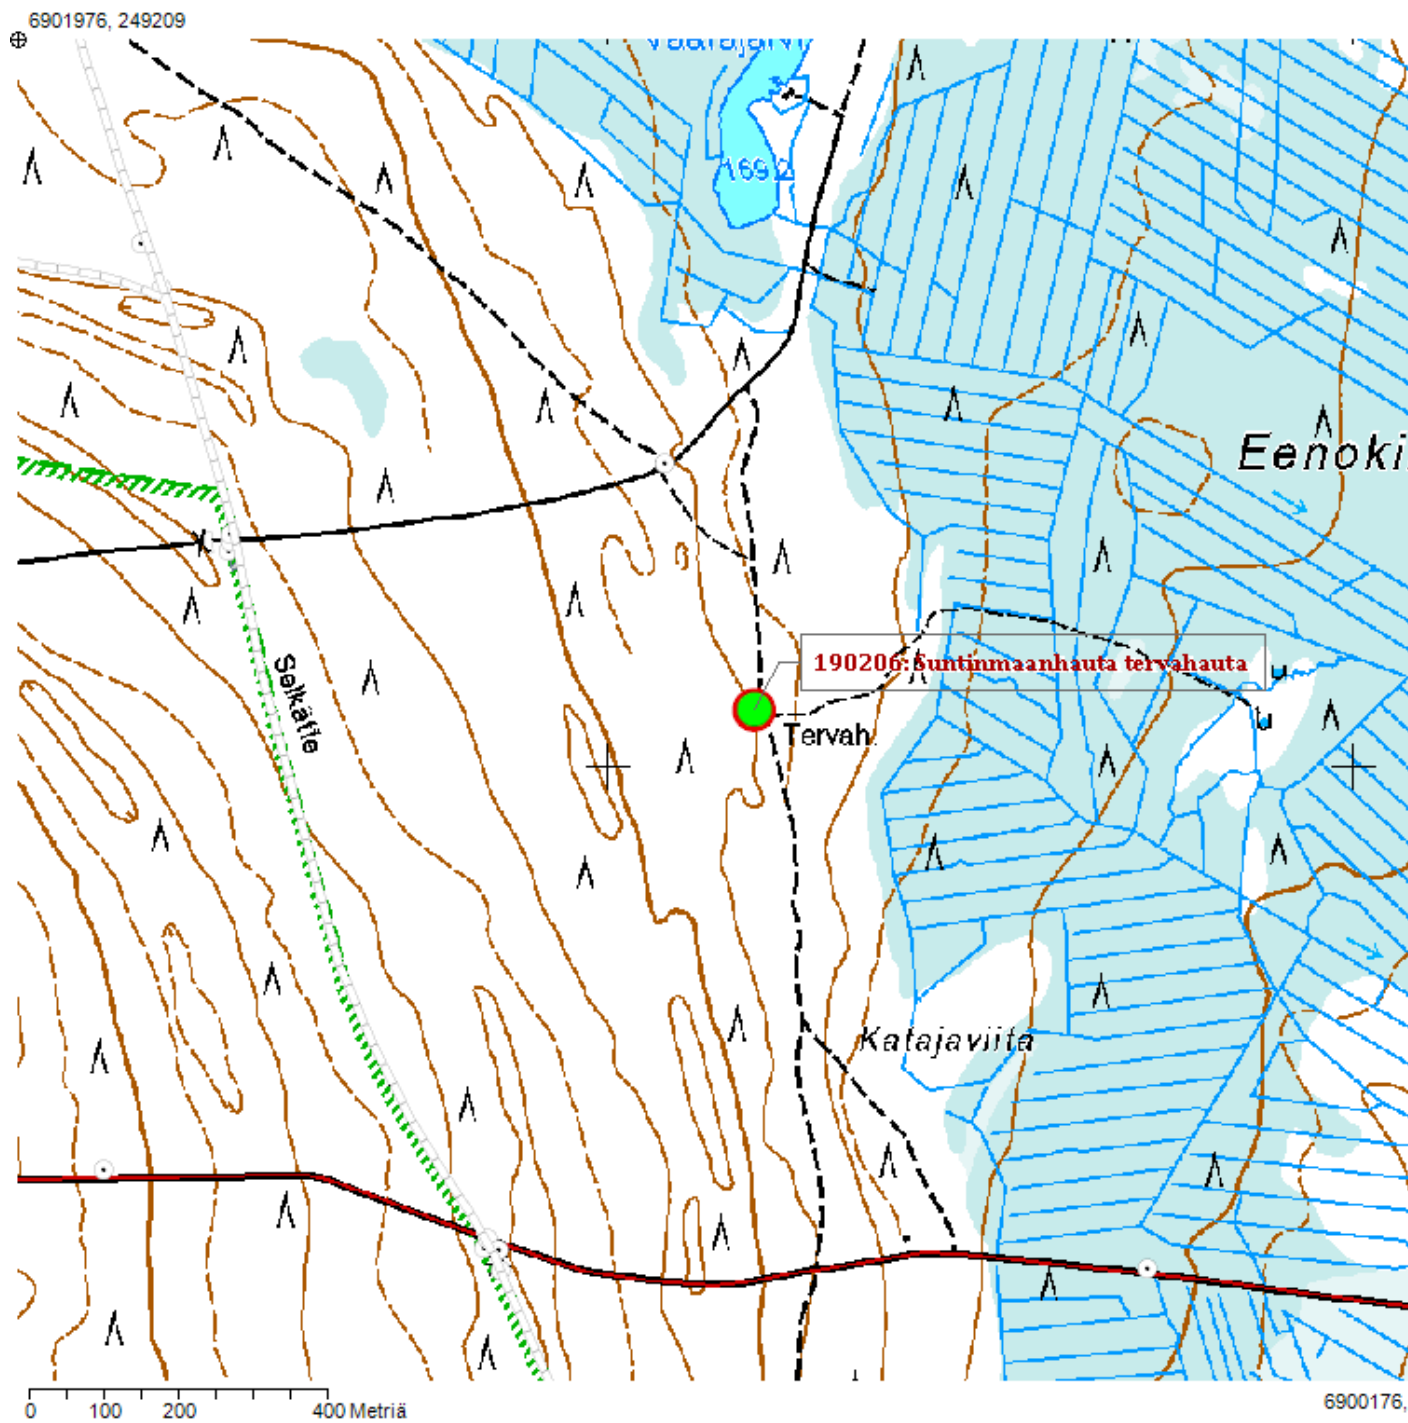 6901976, 249209
169.2
Eenoki
190206: Suntinmaanhauta tervahauta
Selkätie
Tervah.
Katajaviita
0 100 200 400 Metriä
6900176,